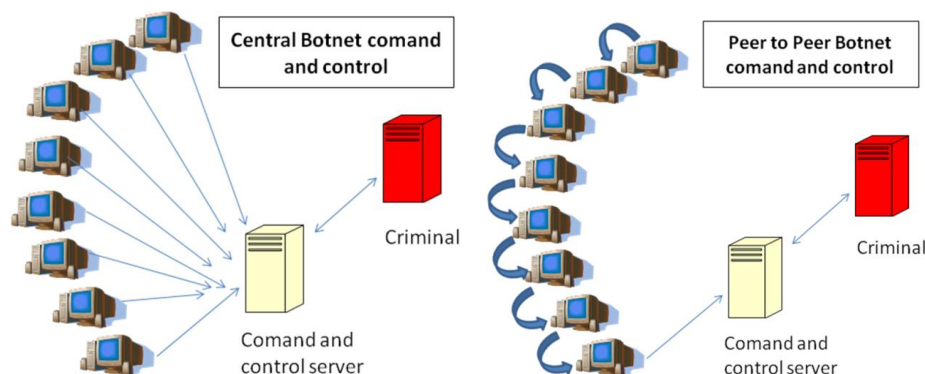 Central Botnet comand
and control
Criminal
Comand and
control server
Peer to Peer Botnet
comand and control
Criminal
Comand and
control server